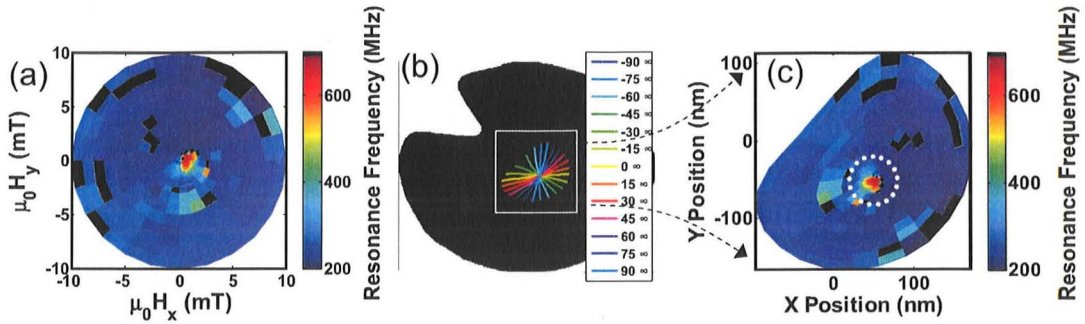 (a)
10
5
0
-5
-10
μ₀Hy (mT)
-10 -5 0 5 10
μ₀Hx (mT)
600
400
200
Resonance Frequency (MHz)
(b)
-90 ∞
-75 ∞
-60 ∞
-45 ∞
-30 ∞
-15 ∞
0 ∞
15 ∞
30 ∞
45 ∞
60 ∞
75 ∞
90 ∞
(c)
100
0
-100
Y Position (nm)
0 100
X Position (nm)
600
400
200
Resonance Frequency (MHz)